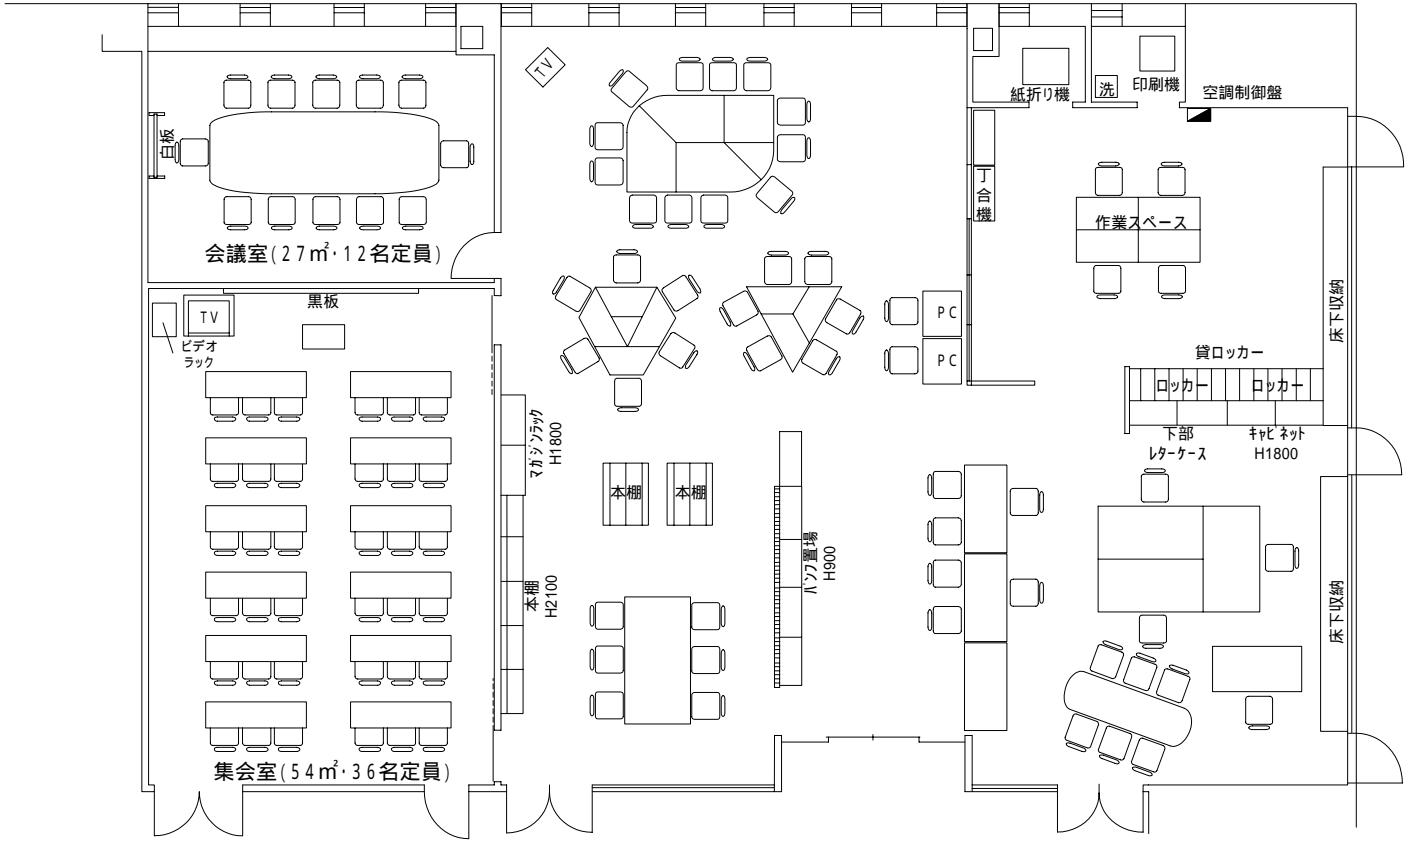 TV
紙折り機
洗
印刷機
空調制御盤
白板
丁合機
作業スペース
会議室(27㎡・12名定員)
黒板
TV
ビデオ
ラック
PC
PC
床下収納
貸ロッカー
ロッカー
ロッカー
下部
レターケース
キャビネット
H1800
マガジンラック
H1800
本棚
本棚
本棚
H2100
パンフ置場
H900
床下収納
集会室(54㎡・36名定員)